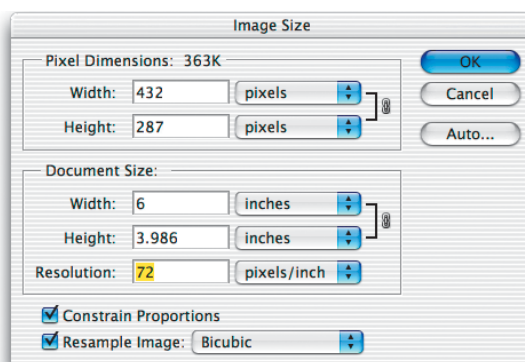 Image Size
Pixel Dimensions: 363K
Width: 432 pixels
Height: 287 pixels
OK
Cancel
Auto...
Document Size:
Width: 6 inches
Height: 3.986 inches
Resolution: 72 pixels/inch
Constrain Proportions
Resample Image: Bicubic